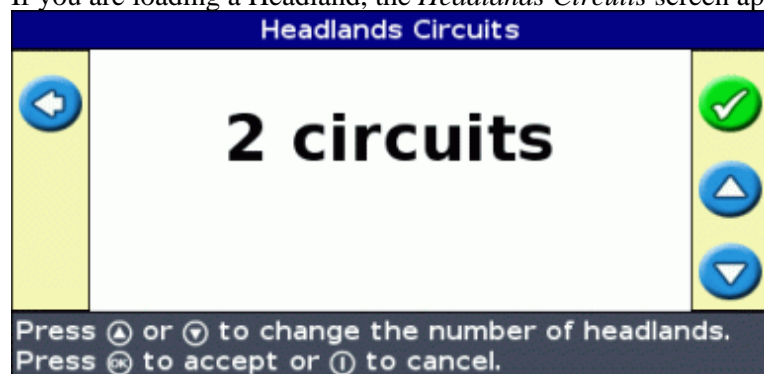 If you are loading a Headland, the Headlands Circuits screen ap
Headlands Circuits
2 circuits
Press or to change the number of headlands.
Press OK to accept or to cancel.